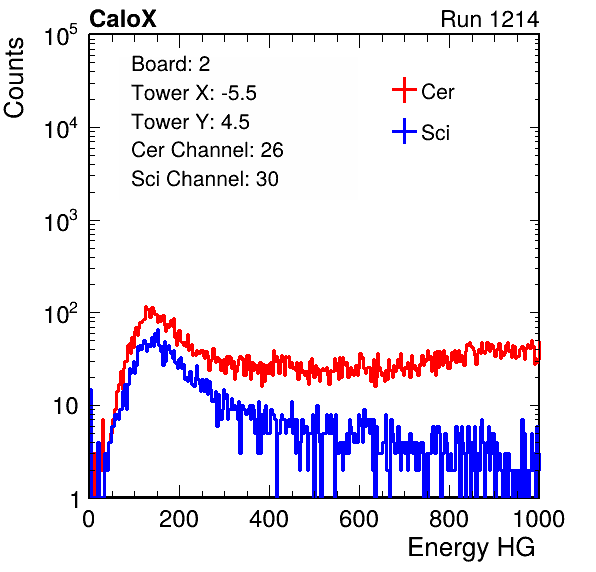 CaloX Run 1214
Counts
10^5
10^4
10^3
10^2
10
1
Board: 2
Tower X: -5.5
Tower Y: 4.5
Cer Channel: 26
Sci Channel: 30
Cer
Sci
0 200 400 600 800 1000
Energy HG